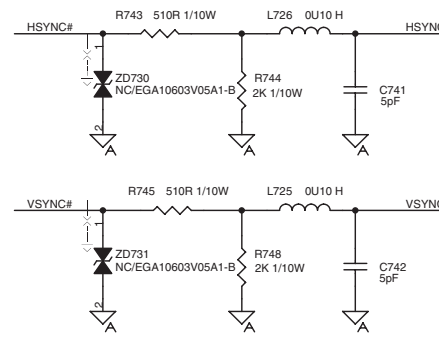 R743 510R 1/10W
L726 0U10 H
HSYNC#
HSYNC
1
ZD730
NC/EGA10603V05A1-B
R744
2K 1/10W
C741
5pF
2
A
A
A
R745 510R 1/10W
L725 0U10 H
VSYNC#
VSYNC
1
ZD731
NC/EGA10603V05A1-B
R748
2K 1/10W
C742
5pF
2
A
A
A